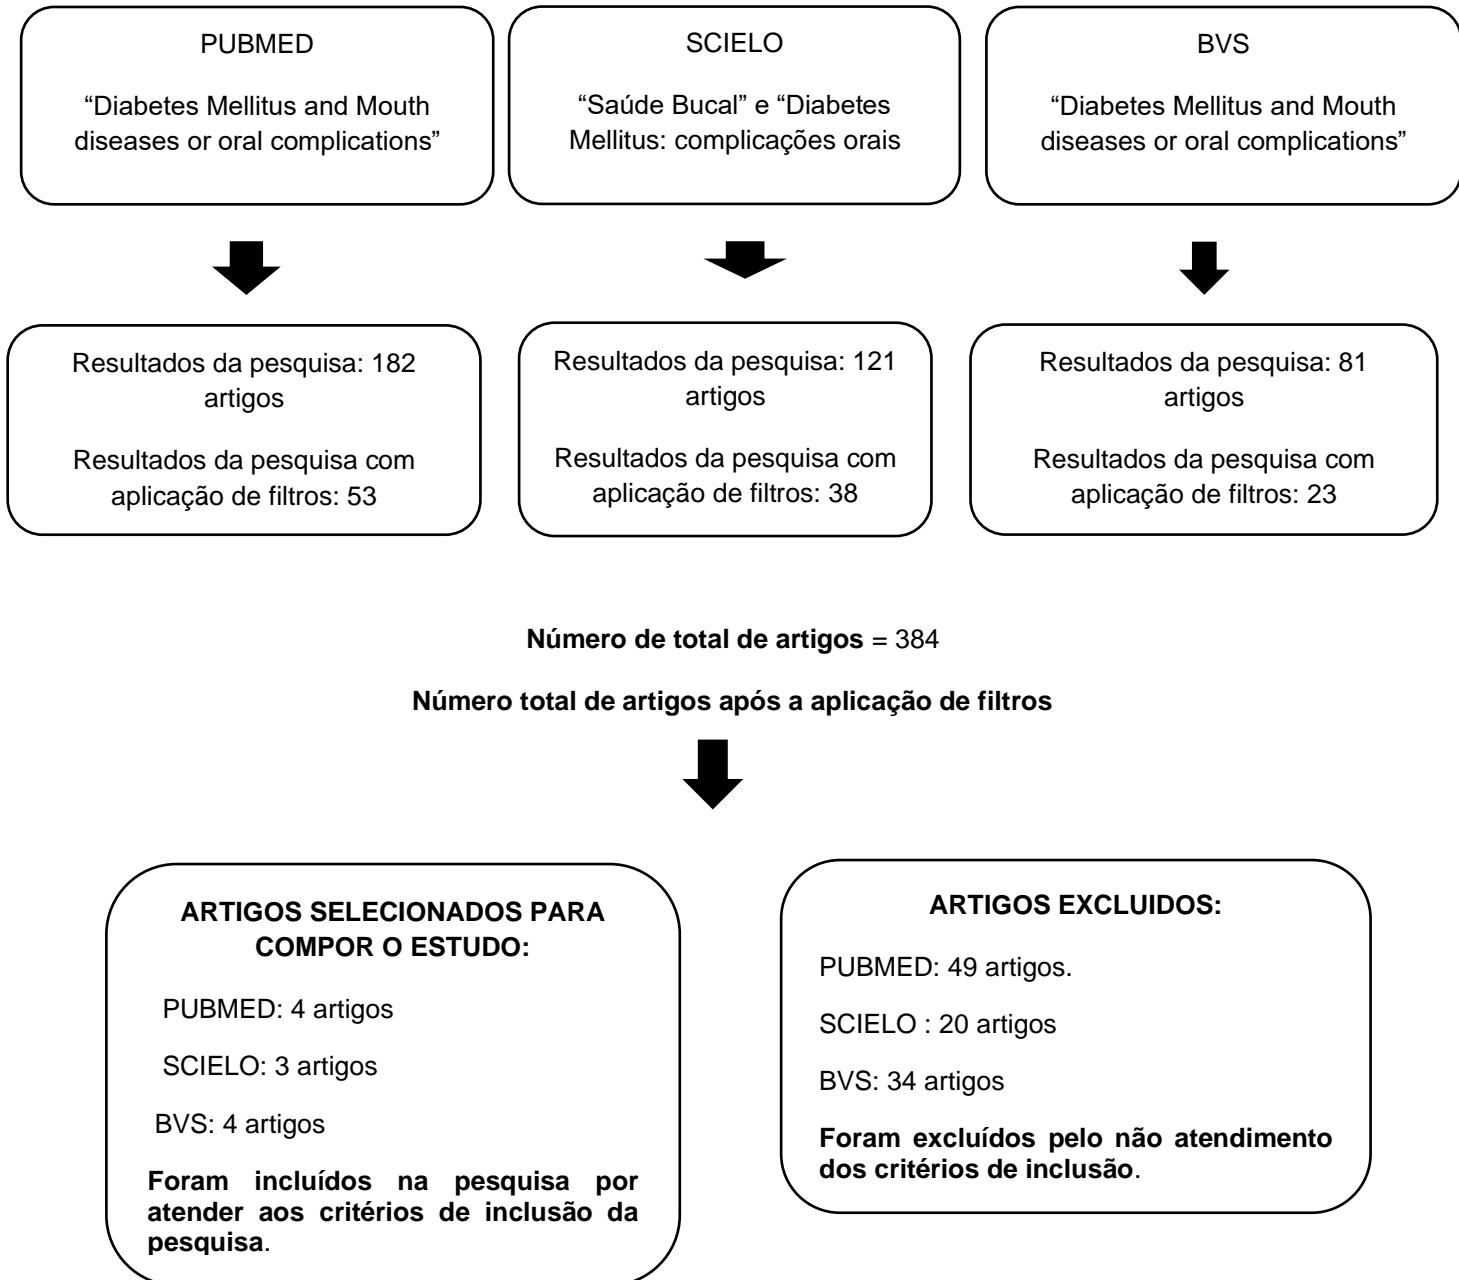 PUBMED
“Diabetes Mellitus and Mouth
diseases or oral complications”
SCIELO
“Saúde Bucal” e “Diabetes
Mellitus: complicações orais
BVS
“Diabetes Mellitus and Mouth
diseases or oral complications”
Resultados da pesquisa: 182
artigos
Resultados da pesquisa com
aplicação de filtros: 53
Resultados da pesquisa: 121
artigos
Resultados da pesquisa com
aplicação de filtros: 38
Resultados da pesquisa: 81
artigos
Resultados da pesquisa com
aplicação de filtros: 23
Número de total de artigos = 384
Número total de artigos após a aplicação de filtros
ARTIGOS SELECIONADOS PARA
COMPOR O ESTUDO:
PUBMED: 4 artigos
SCIELO: 3 artigos
BVS: 4 artigos
Foram incluídos na pesquisa por
atender aos critérios de inclusão da
pesquisa.
ARTIGOS EXCLUIDOS:
PUBMED: 49 artigos.
SCIELO : 20 artigos
BVS: 34 artigos
Foram excluídos pelo não atendimento
dos critérios de inclusão.